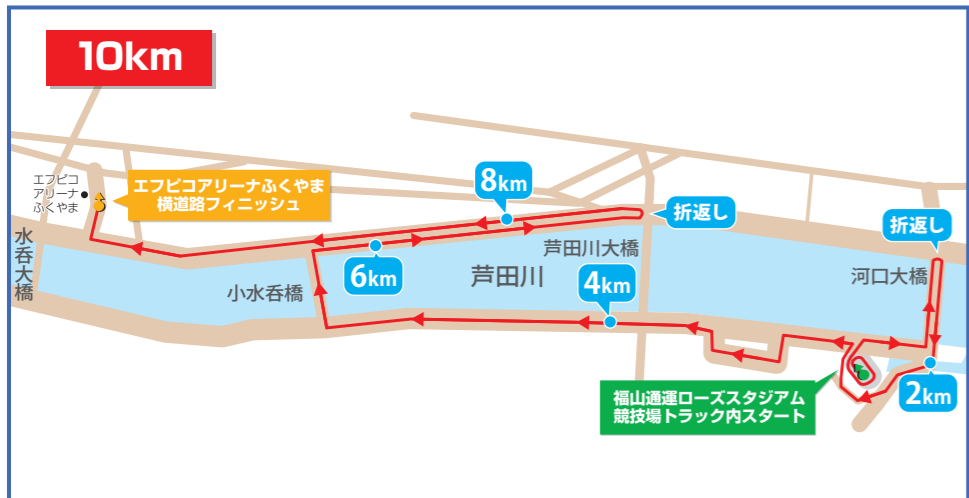 10km
エフピコ
アリーナ
ふくやま
エフピコアリーナふくやま
横道路フィニッシュ
8km
折返し
折返し
水呑大橋
6km
芦田川大橋
芦田川
4km
河口大橋
小水呑橋
福山通運ローズスタジアム
競技場トラック内スタート
2km